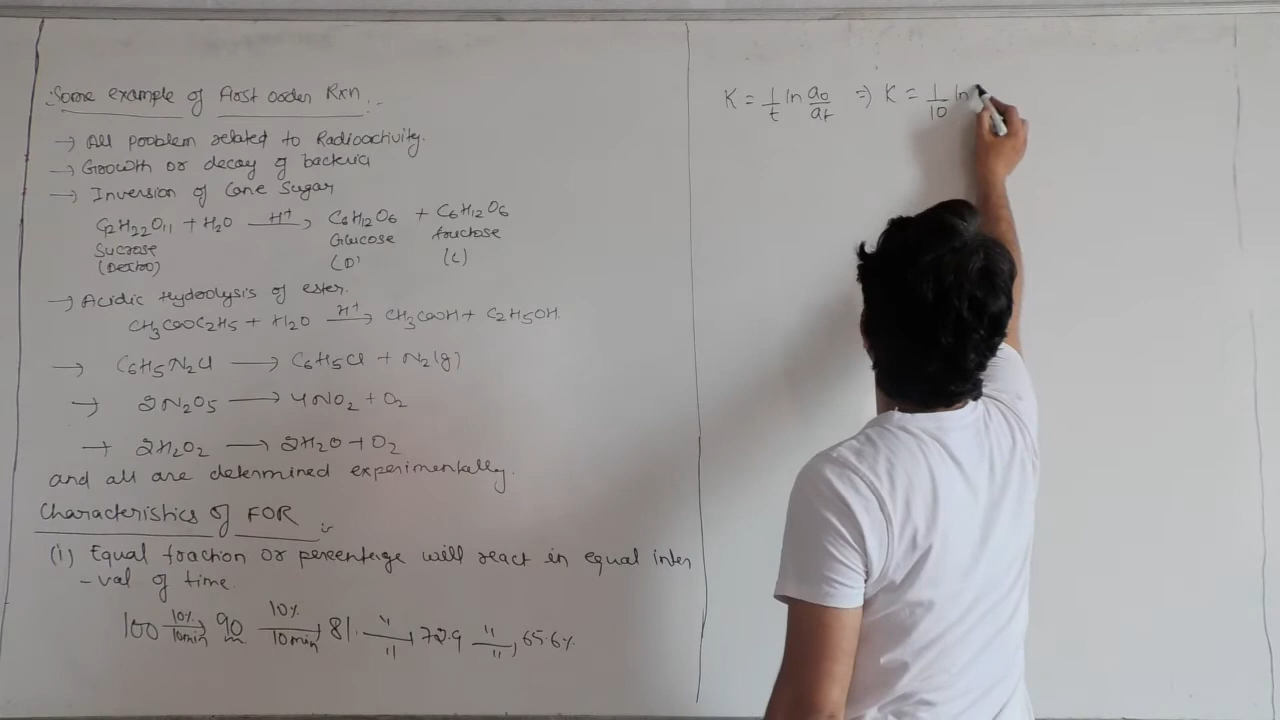 Some example of First order Rxn :-
→ All problem related to Radioactivity.
→ Growth or decay of bacteria
→ Inversion of Cane Sugar
C12H22O11 + H2O —H+→ C6H12O6 + C6H12O6
Sucrose Glucose fructose
(Dextro) (D) (L)
→ Acidic Hydrolysis of ester.
CH3COOC2H5 + H2O —H+→ CH3COOH + C2H5OH.
→ C6H5N2Cl → C6H5Cl + N2(g)
→ 2N2O5 → 4NO2 + O2
→ 2H2O2 → 2H2O + O2
and all are determined experimentally.
Characteristics of FOR :-
(i) Equal fraction or percentage will react in equal inter
-val of time.
100 —10% / 10min→ 90 —10% / 10min→ 81. —" / "→ 72.9 —" / "→ 65.6%
K = 1/t ln a0/at ⇒ K = 1/10 ln